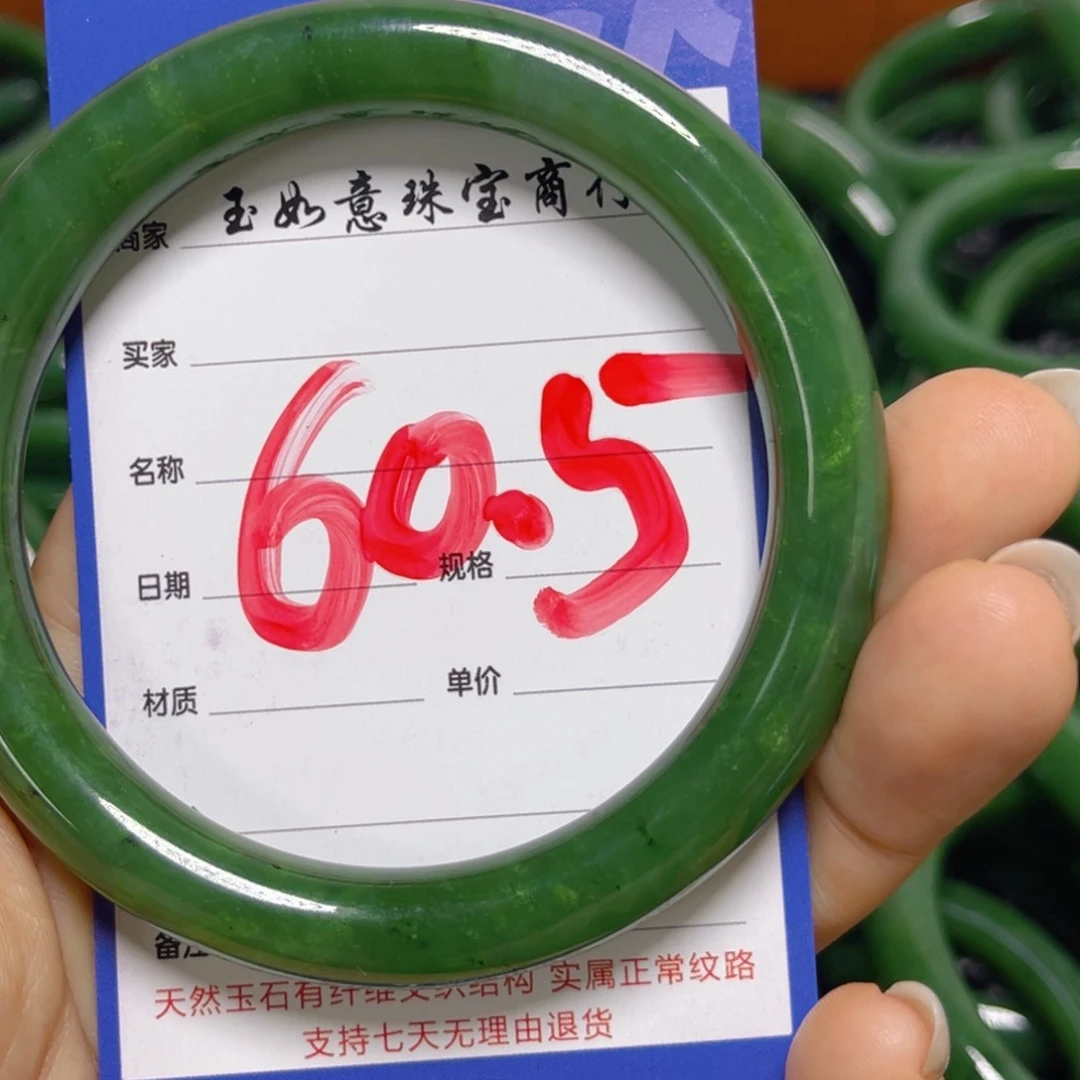 商家 玉如意珠宝商行
买家
名称
60.5
日期 规格
材质 单价
备注
天然玉石有纤维交织结构 实属正常纹路
支持七天无理由退货